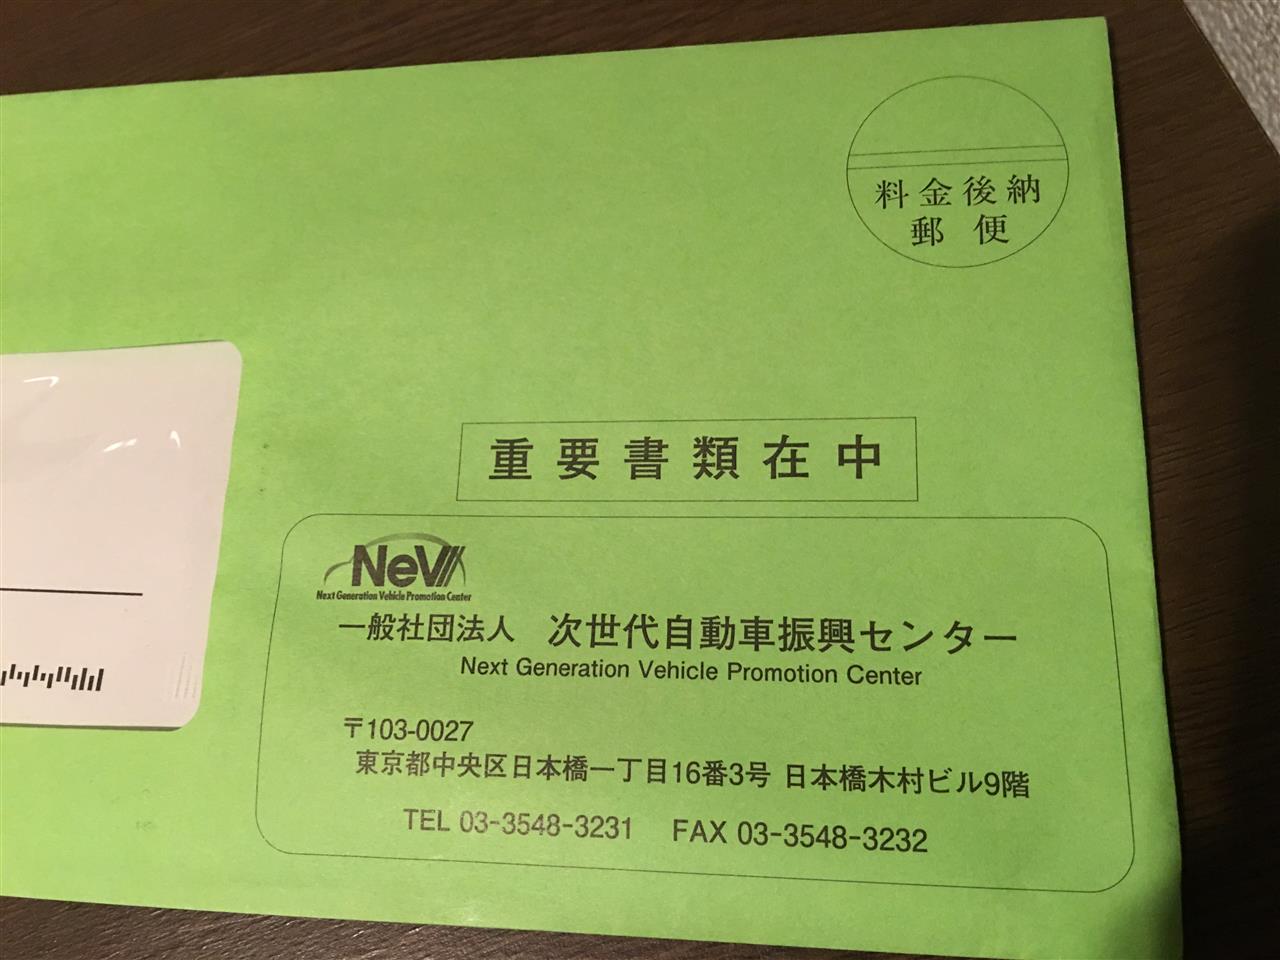 料金後納
郵便
重要書類在中
NeV
Next Generation Vehicle Promotion Center
一般社団法人 次世代自動車振興センター
Next Generation Vehicle Promotion Center
〒103-0027
東京都中央区日本橋一丁目16番3号 日本橋木村ビル9階
TEL 03-3548-3231 FAX 03-3548-3232